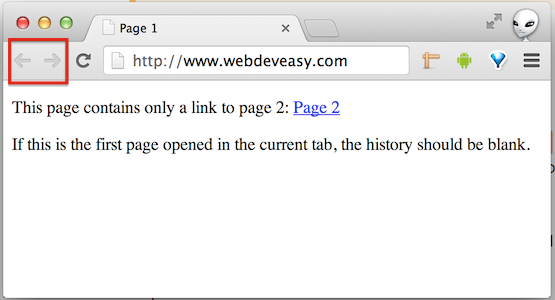 Page 1
http://www.webdeveasy.com
This page contains only a link to page 2: Page 2
If this is the first page opened in the current tab, the history should be blank.